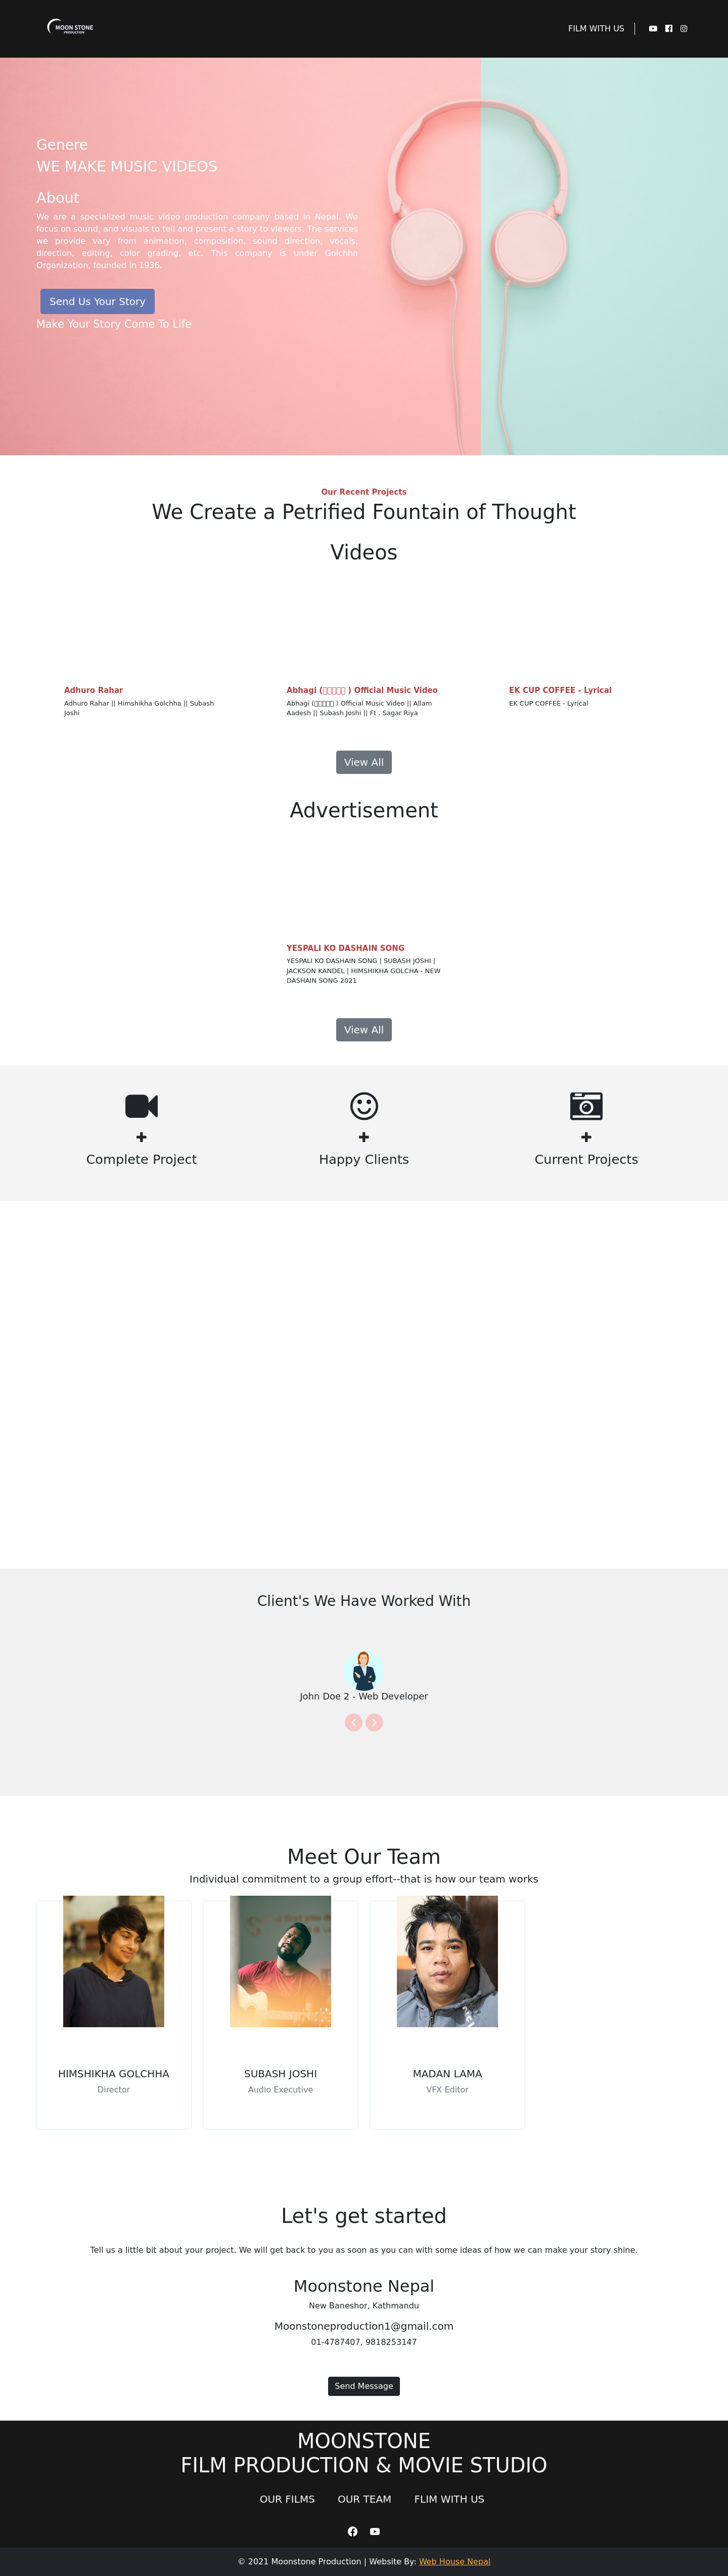 MOON STONE
PRODUCTION
FILM WITH US
Genere
WE MAKE MUSIC VIDEOS
About
We are a specialized music video production company based in Nepal. We
focus on sound, and visuals to tell and present a story to viewers. The services
we provide vary from animation, composition, sound direction, vocals,
direction, editing, color grading, etc. This company is under Golchha
Organization, founded in 1936.
Send Us Your Story
Make Your Story Come To Life
Our Recent Projects
We Create a Petrified Fountain of Thought
Videos
Adhuro Rahar
Adhuro Rahar || Himshikha Golchha || Subash
Joshi
Abhagi ( ) Official Music Video
Abhagi ( ) Official Music Video || Allam
Aadesh || Subash Joshi || Ft . Sagar Riya
EK CUP COFFEE - Lyrical
EK CUP COFFEE - Lyrical
View All
Advertisement
YESPALI KO DASHAIN SONG
YESPALI KO DASHAIN SONG | SUBASH JOSHI |
JACKSON KANDEL | HIMSHIKHA GOLCHA - NEW
DASHAIN SONG 2021
View All
+ + +
Complete Project
Happy Clients
Current Projects
Client's We Have Worked With
John Doe 2 - Web Developer
Meet Our Team
Individual commitment to a group effort--that is how our team works
HIMSHIKHA GOLCHHA
Director
SUBASH JOSHI
Audio Executive
MADAN LAMA
VFX Editor
Let's get started
Tell us a little bit about your project. We will get back to you as soon as you can with some ideas of how we can make your story shine.
Moonstone Nepal
New Baneshor, Kathmandu
Moonstoneproduction1@gmail.com
01-4787407, 9818253147
Send Message
MOONSTONE
FILM PRODUCTION & MOVIE STUDIO
OUR FILMS OUR TEAM FLIM WITH US
© 2021 Moonstone Production | Website By: Web House Nepal